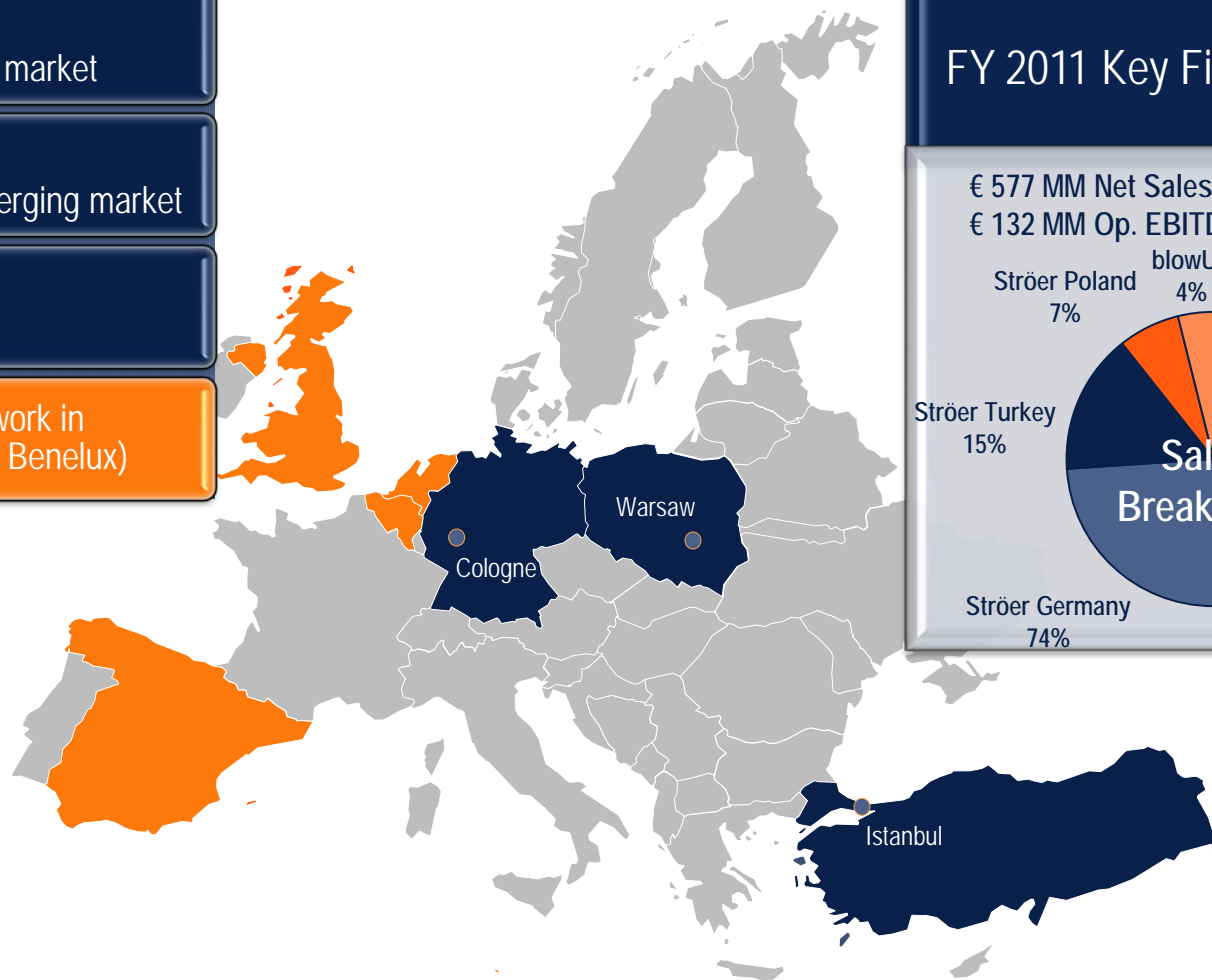 market
erging market
work in
Benelux)
FY 2011 Key Fi
€ 577 MM Net Sales
€ 132 MM Op. EBITD
blowU
4%
Ströer Poland
7%
Ströer Turkey
15%
Sal
Break
Ströer Germany
74%
Warsaw
Cologne
Istanbul